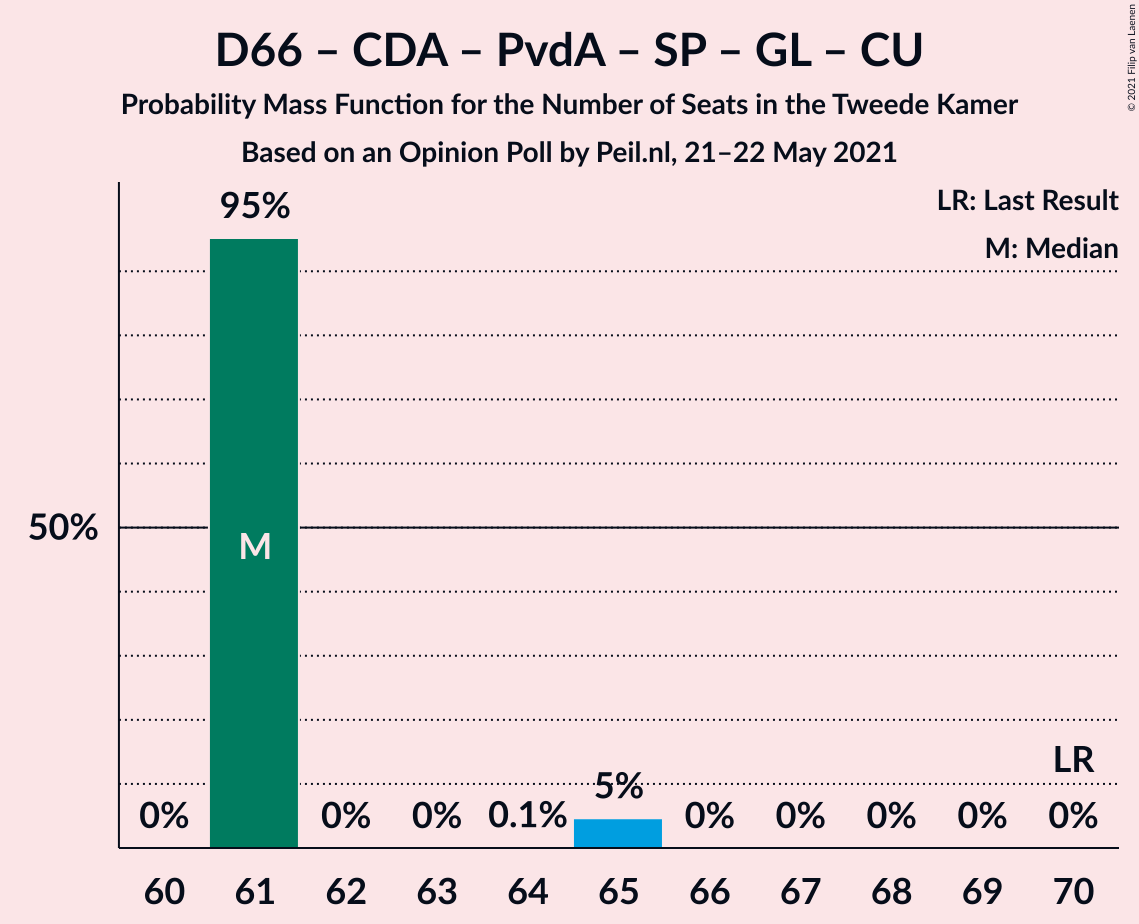 D66 – CDA – PvdA – SP – GL – CU
Probability Mass Function for the Number of Seats in the Tweede Kamer
Based on an Opinion Poll by Peil.nl, 21–22 May 2021
© 2021 Filip van Laenen
LR: Last Result
M: Median
95%
50%
M
LR
0% 0% 0% 0.1% 5% 0% 0% 0% 0% 0%
60 61 62 63 64 65 66 67 68 69 70